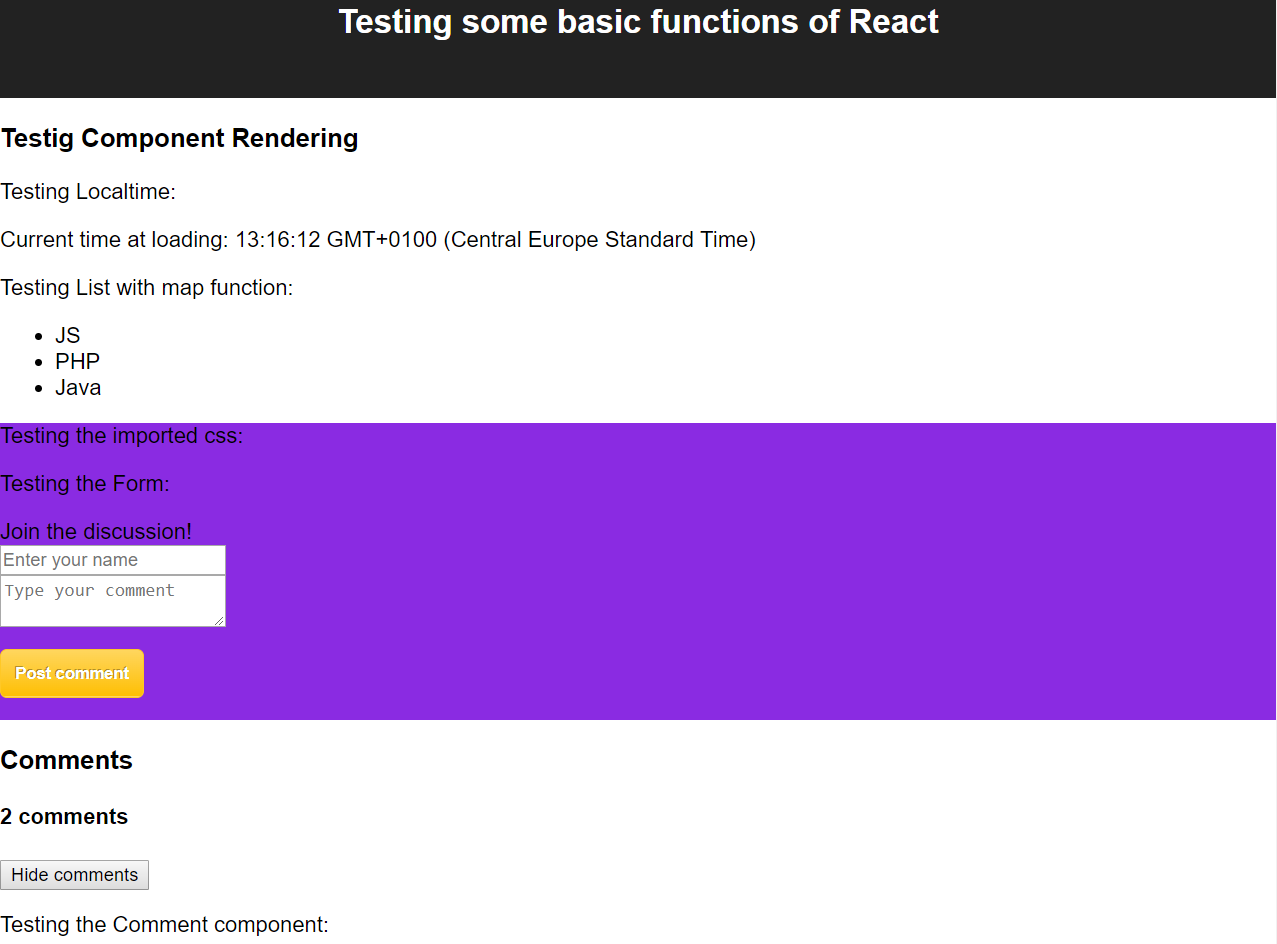 Testing some basic functions of React
Testig Component Rendering
Testing Localtime:
Current time at loading: 13:16:12 GMT+0100 (Central Europe Standard Time)
Testing List with map function:
JS
PHP
Java
Testing the imported css:
Testing the Form:
Join the discussion!
Enter your name
Type your comment
Post comment
Comments
2 comments
Hide comments
Testing the Comment component: